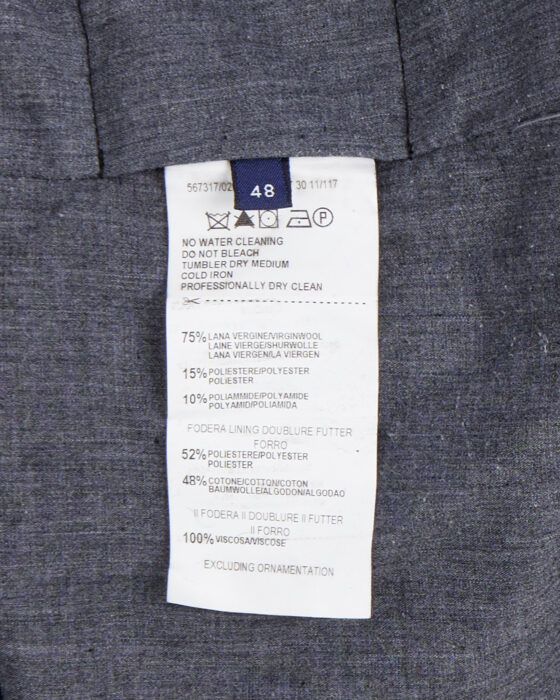 567317/02 30 11/117
48
P
NO WATER CLEANING
DO NOT BLEACH
TUMBLER DRY MEDIUM
COLD IRON
PROFESSIONALLY DRY CLEAN
75% LANA VERGINE/VIRGINWOOL
LAINE VIERGE/SHURWOLLE
LANA VIERGEN/LA VIERGEN
15% POLIESTERE/POLYESTER
POLIESTER
10% POLIAMMIDE/POLYAMIDE
POLYAMID/POLIAMIDA
FODERA LINING DOUBLURE FUTTER
FORRO
52% POLIESTERE/POLYESTER
POLIESTER
48% COTONE/COTTON/COTON
BAUMWOLLE/ALGODON/ALGODAO
II FODERA II DOUBLURE II FUTTER
II FORRO
100% VISCOSA/VISCOSE
EXCLUDING ORNAMENTATION